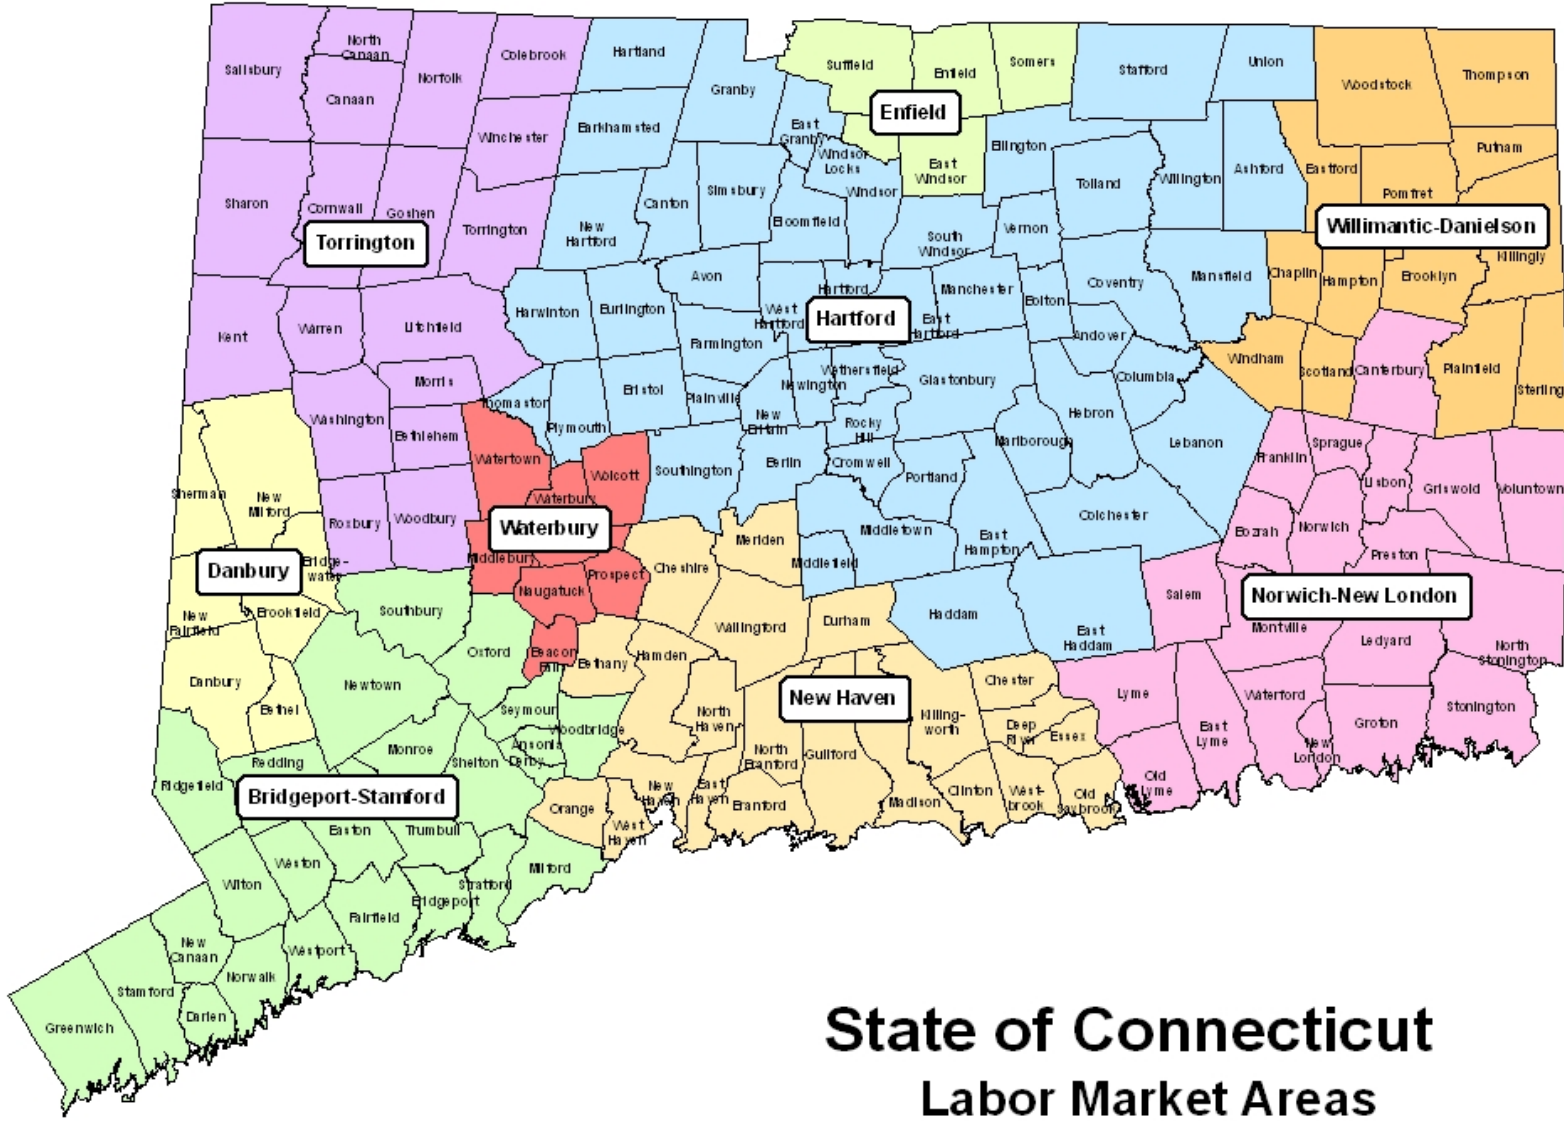 Salisbury
North
Canaan
Canaan
Norfolk
Colebrook
Hartland
Granby
Suffield
Enfield
Somers
Stafford
Union
Woodstock
Thompson
Winchester
Barkhamsted
East
Granby
Enfield
Windsor
Locks
East
Windsor
Ellington
Tolland
Willington
Ashford
Eastford
Putnam
Pomfret
Sharon
Cornwall
Goshen
Torrington
Torrington
New
Hartford
Canton
Simsbury
Bloomfield
Windsor
South
Windsor
Vernon
Willimantic-Danielson
Killingly
Kent
Warren
Litchfield
Harwinton
Burlington
Avon
West
Hartford
Hartford
Hartford
East
Hartford
Manchester
Bolton
Coventry
Mansfield
Chaplin
Hampton
Brooklyn
Morris
Farmington
Andover
Windham
Scotland
Canterbury
Plainfield
Sterling
Washington
Bethlehem
Thomaston
Plymouth
Bristol
Plainville
New
Britain
Newington
Wethersfield
Rocky
Hill
Glastonbury
Columbia
Hebron
Marlborough
Lebanon
Franklin
Sprague
Lisbon
Griswold
Voluntown
Watertown
Wolcott
Southington
Berlin
Cromwell
Portland
Sherman
New
Milford
Roxbury
Woodbury
Waterbury
Waterbury
Middlebury
Meriden
Middletown
East
Hampton
Colchester
Bozrah
Norwich
Preston
Danbury
Bridge-
water
Naugatuck
Prospect
Cheshire
Middlefield
Norwich-New London
New
Fairfield
Brookfield
Southbury
Wallingford
Durham
Haddam
East
Haddam
Salem
Montville
Ledyard
North
Stonington
Danbury
Bethel
Newtown
Oxford
Beacon
Falls
Bethany
Hamden
New Haven
Chester
Lyme
Waterford
Groton
Stonington
Seymour
Woodbridge
North
Haven
Killing-
worth
Deep
River
Essex
East
Lyme
New
London
Ridgefield
Redding
Monroe
Shelton
Ansonia
Derby
North
Branford
Guilford
Old
Lyme
Bridgeport-Stamford
Orange
New
Haven
East
Haven
Branford
Madison
Clinton
West-
brook
Old
Saybrook
West
Haven
Easton
Trumbull
Weston
Wilton
Milford
Stratford
Bridgeport
Fairfield
New
Canaan
Westport
Norwalk
Stamford
Darien
Greenwich
State of Connecticut
Labor Market Areas